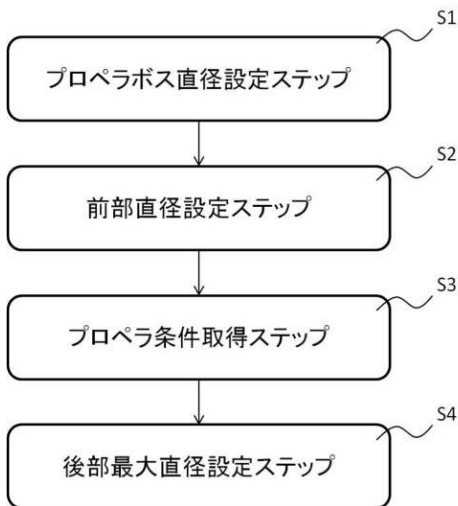 S1
プロペラボス直径設定ステップ
S2
前部直径設定ステップ
S3
プロペラ条件取得ステップ
S4
後部最大直径設定ステップ